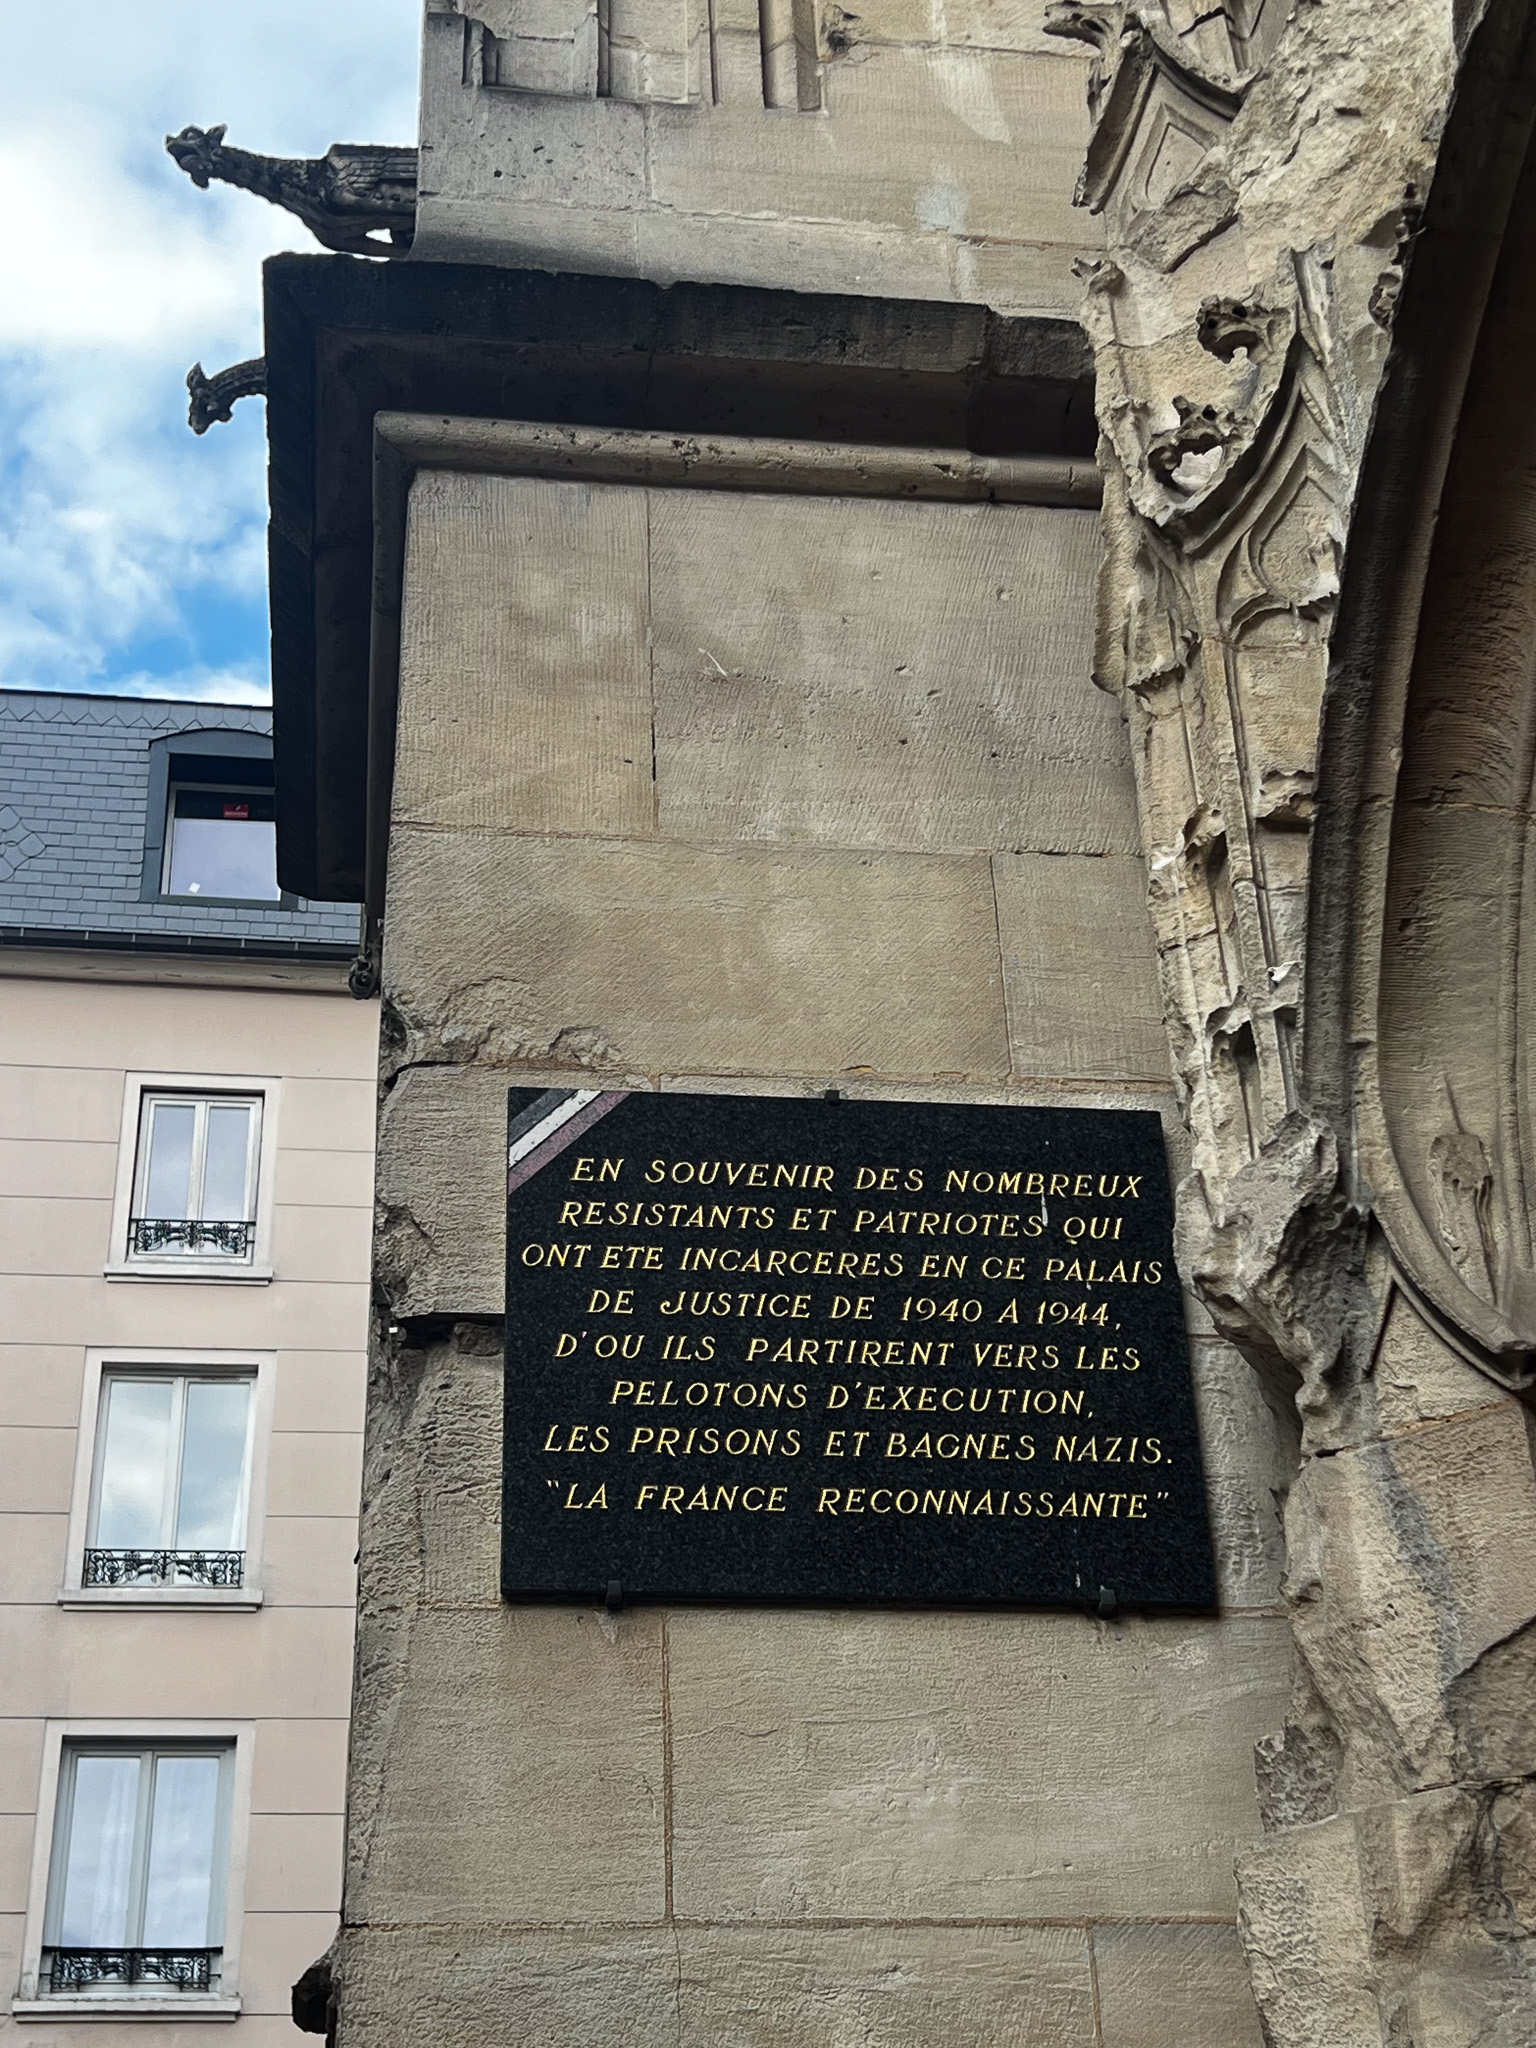 EN SOUVENIR DES NOMBREUX
RESISTANTS ET PATRIOTES QUI
ONT ETE INCARCERES EN CE PALAIS
DE JUSTICE DE 1940 A 1944,
D'OU ILS PARTIRENT VERS LES
PELOTONS D'EXECUTION,
LES PRISONS ET BAGNES NAZIS.
"LA FRANCE RECONNAISSANTE"